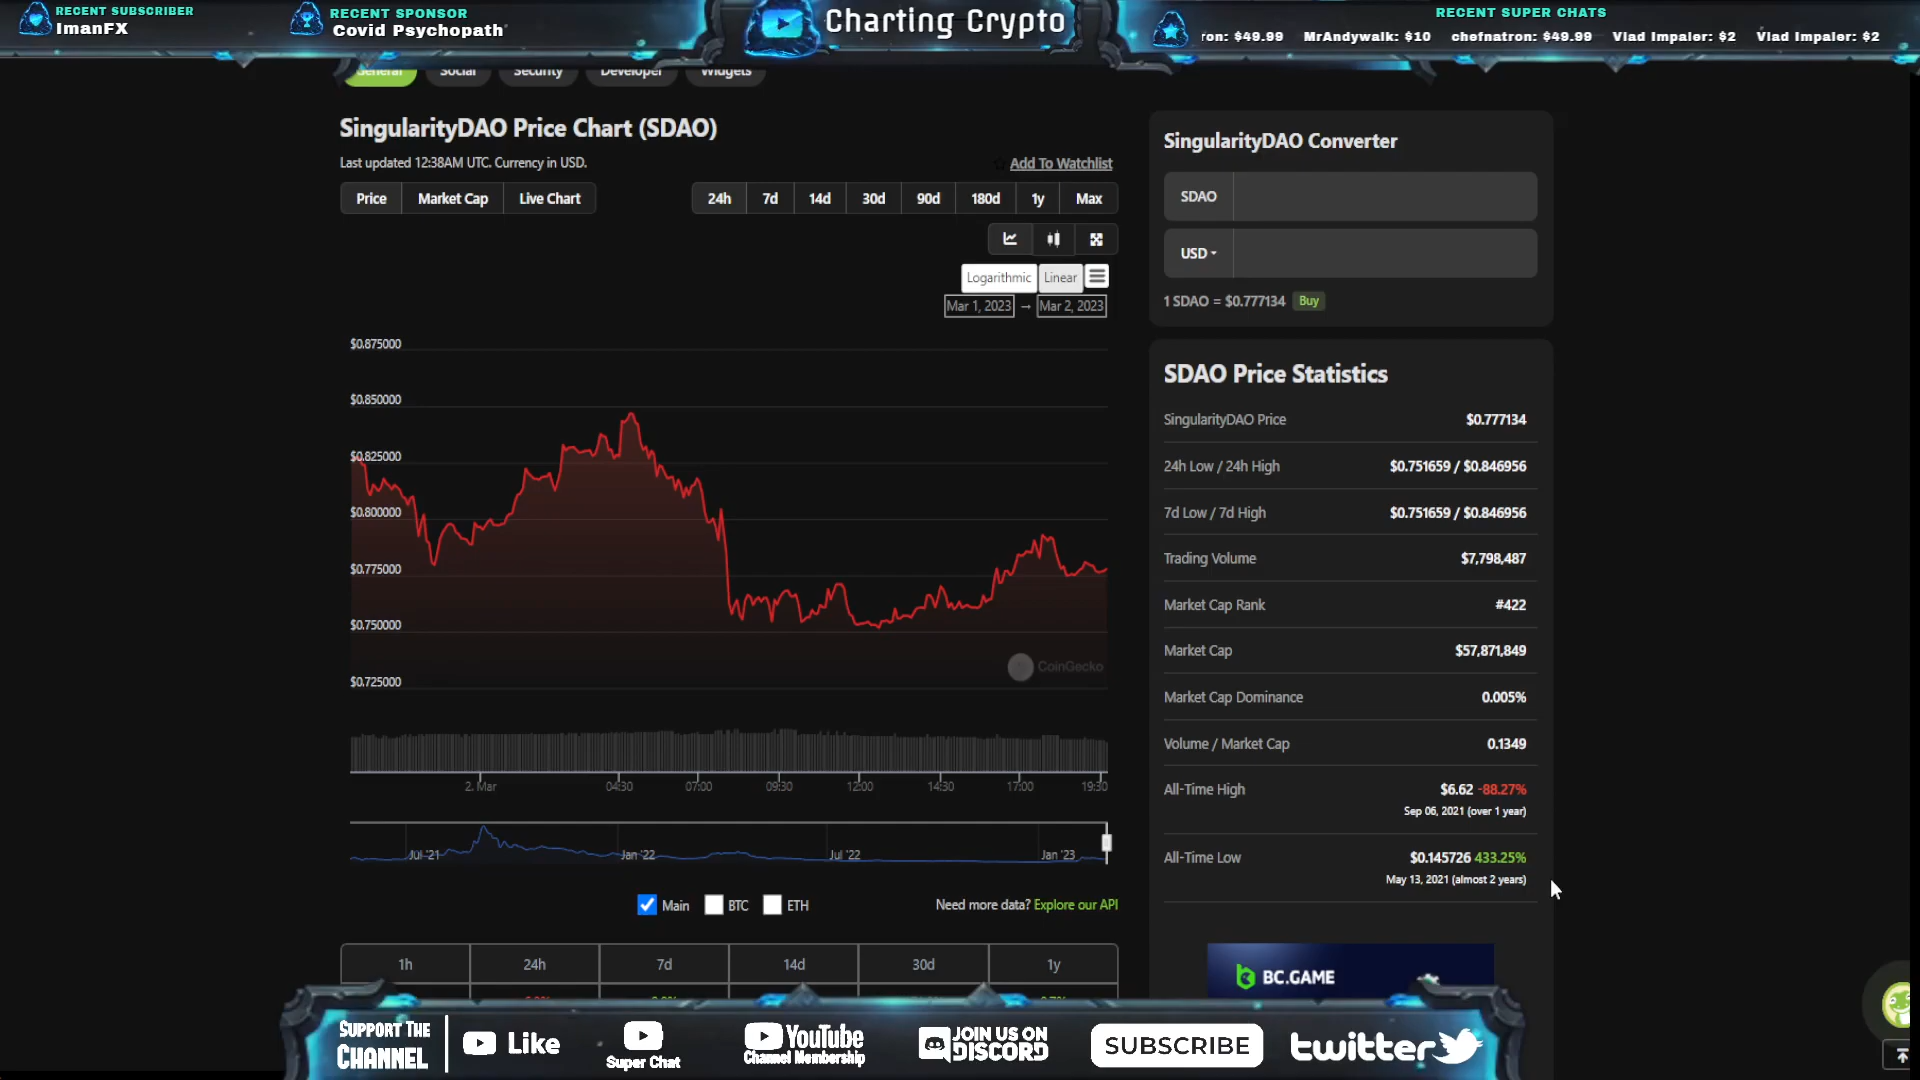 RECENT SUBSCRIBER
ImanFX
RECENT SPONSOR
Covid Psychopath
Charting Crypto
RECENT SUPER CHATS
ron: $49.99 MrAndywalk: $10 chefnatron: $49.99 Vlad Impaler: $2 Vlad Impaler: $2
General Social Security Developer Widgets
SingularityDAO Price Chart (SDAO)
Last updated 12:38AM UTC. Currency in USD.
Add To Watchlist
Price Market Cap Live Chart
24h 7d 14d 30d 90d 180d 1y Max
Logarithmic Linear
Mar 1, 2023 → Mar 2, 2023
$0.875000
$0.850000
$0.825000
$0.800000
$0.775000
$0.750000
$0.725000
CoinGecko
2. Mar 04:30 07:00 09:30 12:00 14:30 17:00 19:30
Jul '21 Jan '22 Jul '22 Jan '23
Main BTC ETH
Need more data? Explore our API
1h 24h 7d 14d 30d 1y
SingularityDAO Converter
SDAO
USD
1 SDAO = $0.777134 Buy
SDAO Price Statistics
SingularityDAO Price $0.777134
24h Low / 24h High $0.751659 / $0.846956
7d Low / 7d High $0.751659 / $0.846956
Trading Volume $7,798,487
Market Cap Rank #422
Market Cap $57,871,849
Market Cap Dominance 0.005%
Volume / Market Cap 0.1349
All-Time High $6.62 -88.27%
Sep 06, 2021 (over 1 year)
All-Time Low $0.145726 433.25%
May 13, 2021 (almost 2 years)
BC.GAME
SUPPORT THE
CHANNEL
Like
Super Chat
YouTube
Channel Membership
JOIN US ON
DISCORD
SUBSCRIBE
twitter